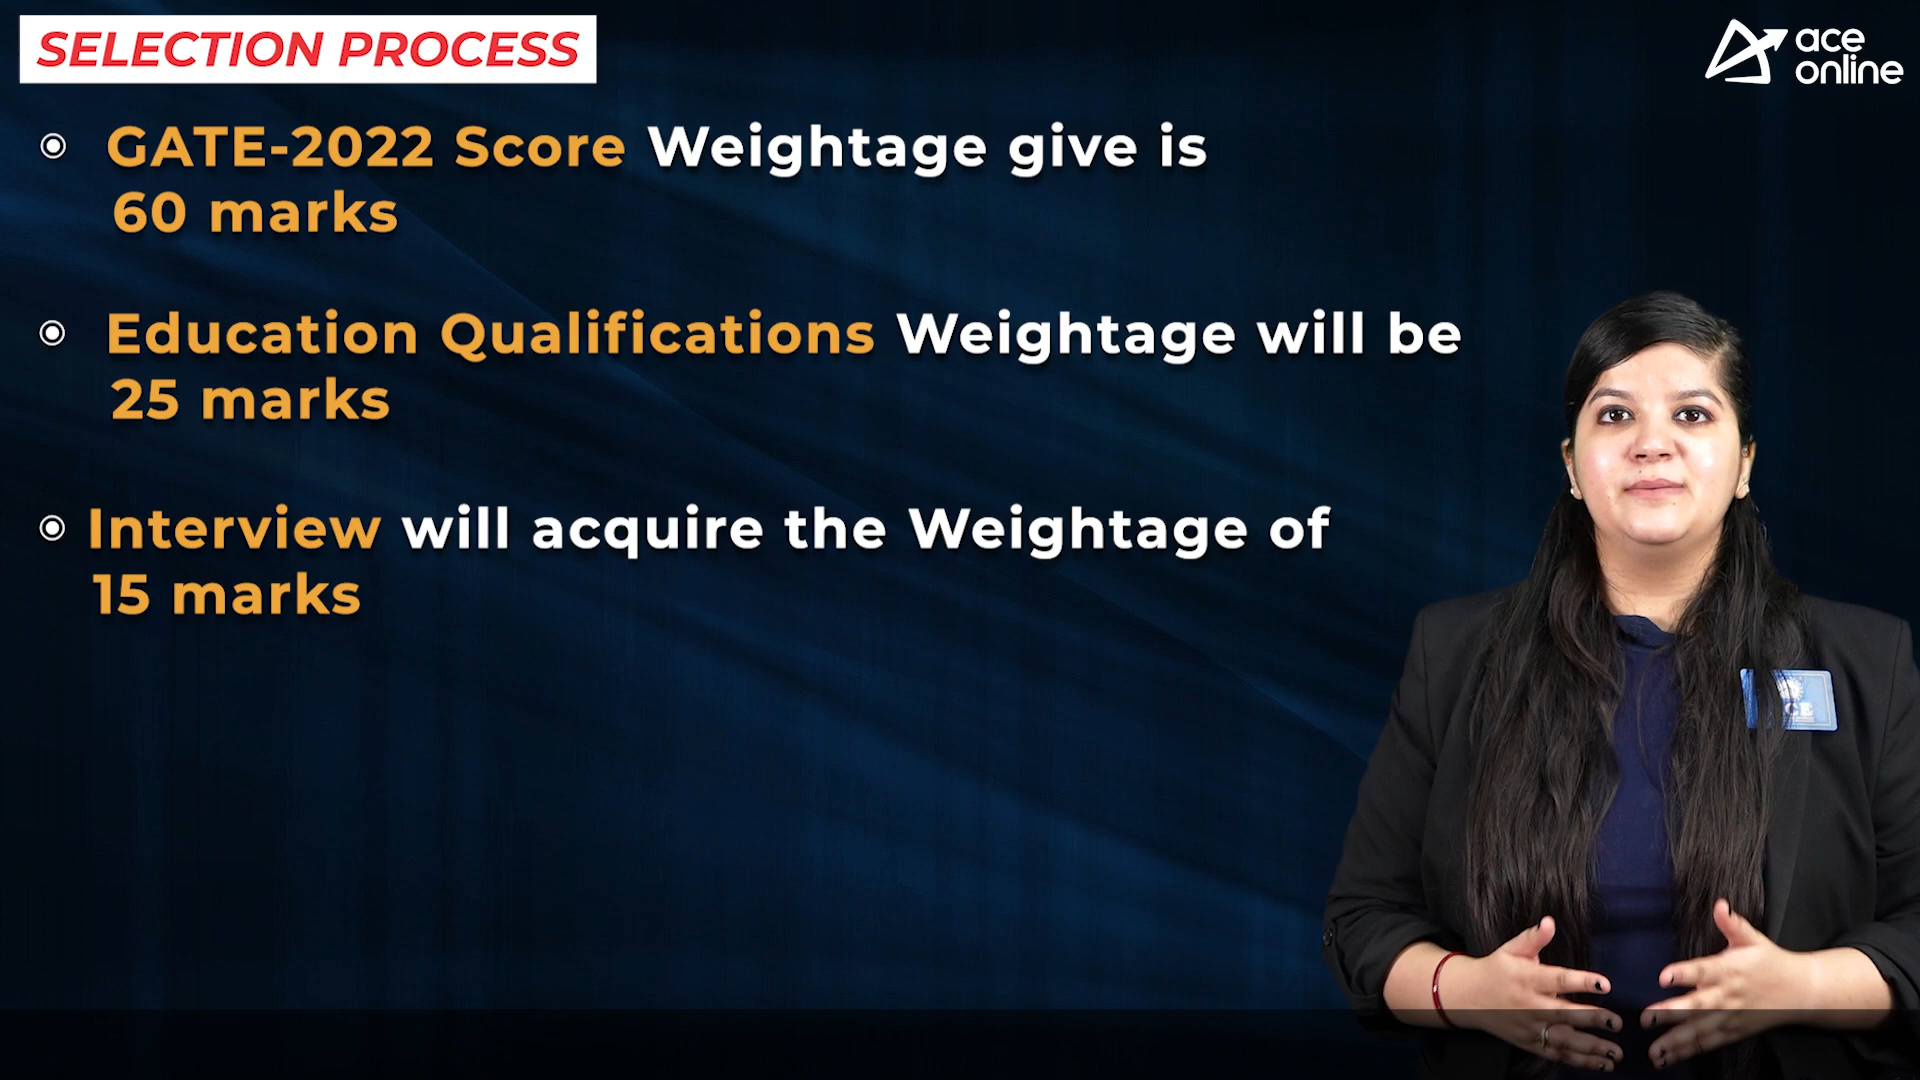 SELECTION PROCESS
ace
online
GATE-2022 Score Weightage give is
60 marks
Education Qualifications Weightage will be
25 marks
Interview will acquire the Weightage of
15 marks